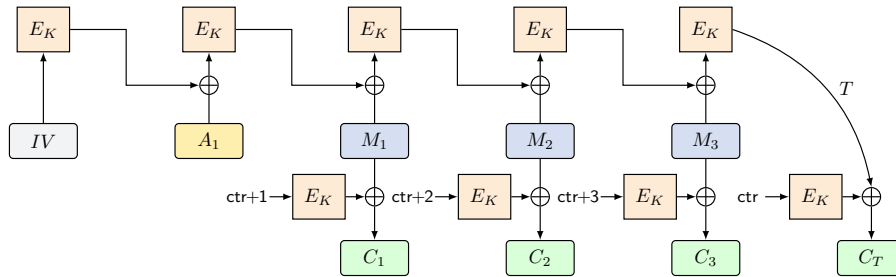 E_K E_K E_K E_K E_K
T
IV A_1 M_1 M_2 M_3
ctr+1 E_K ctr+2 E_K ctr+3 E_K ctr E_K
C_1 C_2 C_3 C_T